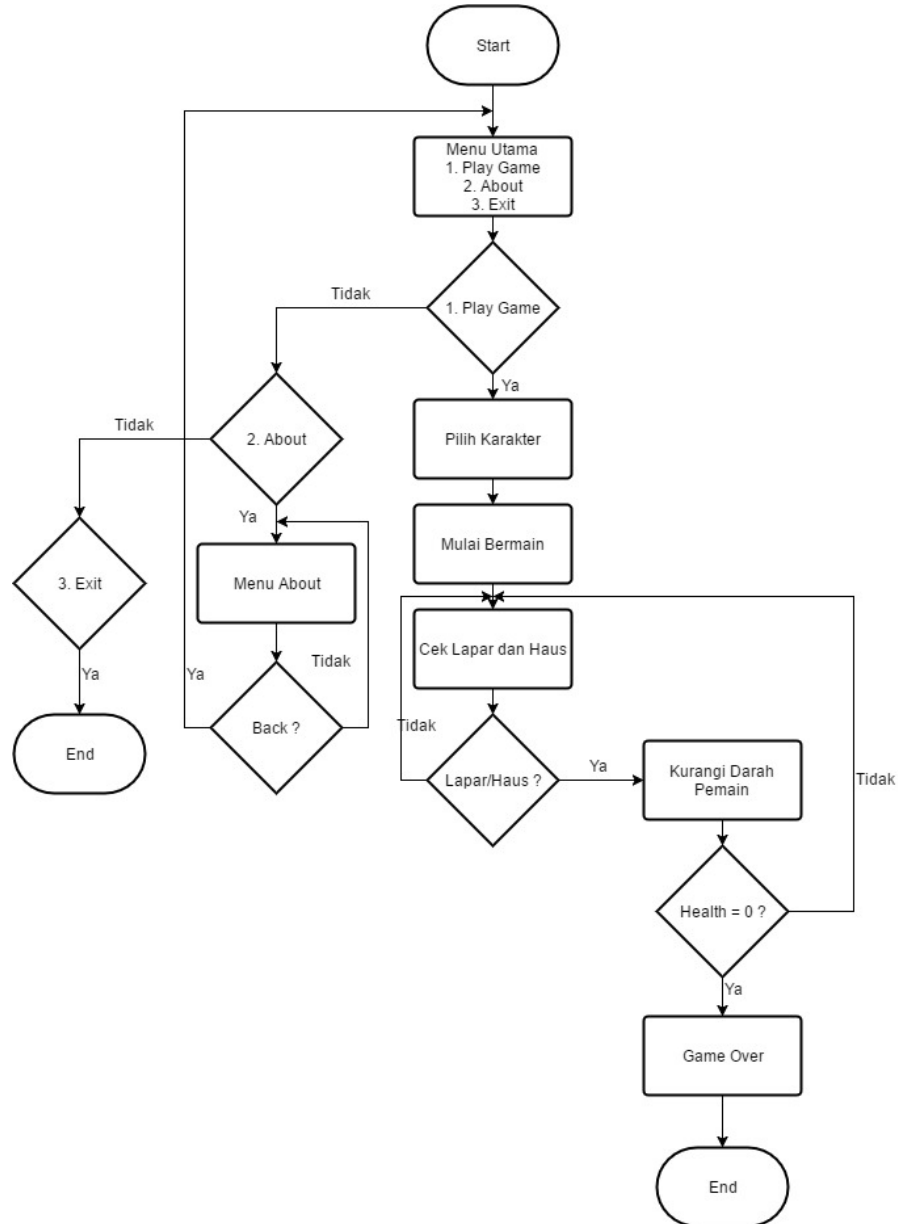 Start
Menu Utama
1. Play Game
2. About
3. Exit
Tidak
1. Play Game
Ya
Tidak
2. About
Pilih Karakter
Ya
Mulai Bermain
3. Exit
Menu About
Cek Lapar dan Haus
Ya
Ya
Tidak
Back ?
End
Tidak
Lapar/Haus ?
Ya
Kurangi Darah
Pemain
Tidak
Health = 0 ?
Ya
Game Over
End